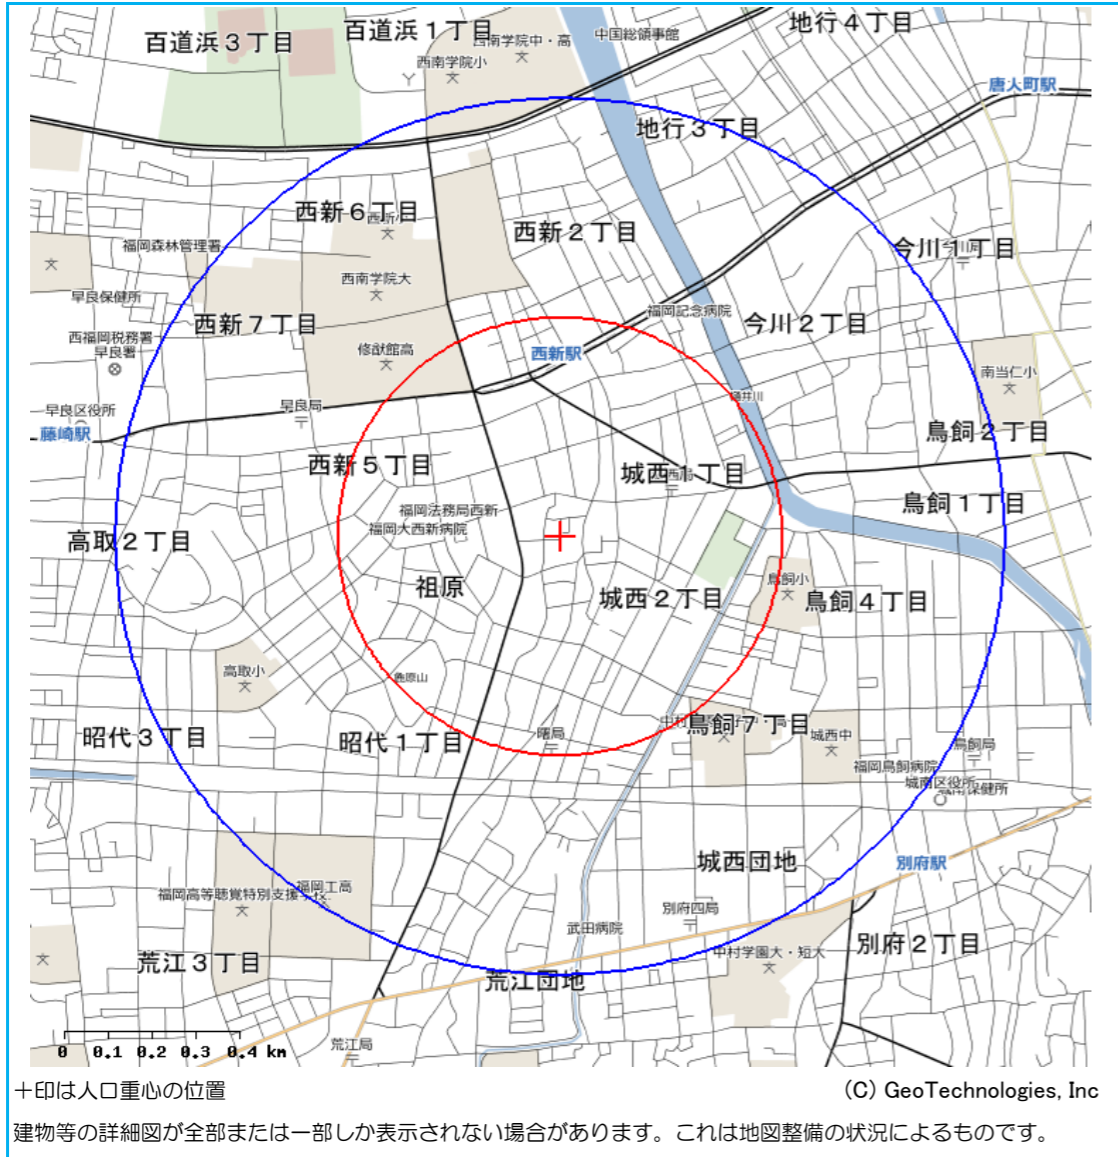 百道浜３丁目
百道浜１丁目
西南学院中・高
西南学院小
中国総領事館
地行４丁目
唐人町駅
地行３丁目
西新６丁目
西新２丁目
福岡森林管理署
今川１丁目
西南学院大
早良保健所
福岡記念病院
西新７丁目
今川２丁目
西福岡税務署
早良署
修猷館高
西新駅
南当仁小
早良区役所
早良局
樋井川
藤崎駅
鳥飼２丁目
西新５丁目
城西１丁目
鳥飼１丁目
福岡法務局西新
福岡大西新病院
高取２丁目
祖原
鳥飼小
城西２丁目
鳥飼４丁目
高取小
昭代３丁目
昭代１丁目
曙局
鳥飼７丁目
城西中
鳥飼局
福岡鳥飼病院
城南区役所
城南保健所
城西団地
別府駅
福岡工高
福岡高等聴覚特別支援学校
別府四局
武田病院
荒江３丁目
荒江団地
中村学園大・短大
別府２丁目
荒江局
0 0.1 0.2 0.3 0.4 km
＋印は人口重心の位置
(C) GeoTechnologies, Inc
建物等の詳細図が全部または一部しか表示されない場合があります。これは地図整備の状況によるものです。